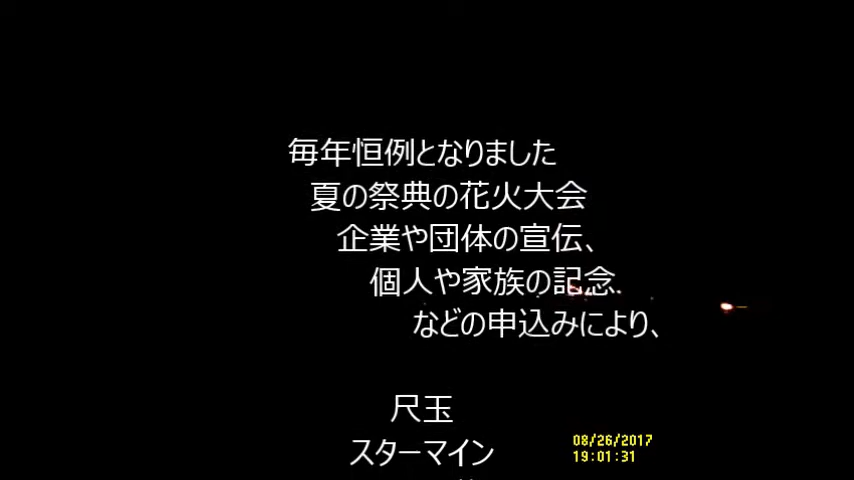 毎年恒例となりました
夏の祭典の花火大会
企業や団体の宣伝、
個人や家族の記念.
などの申込みにより、
尺玉
スターマイン
08/26/2017
19:01:31